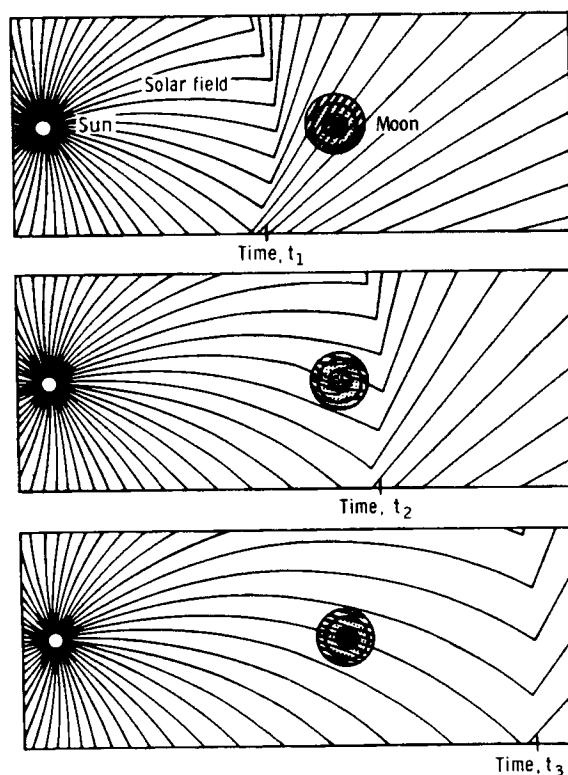 Solar field
Sun
Moon
Time, t₁
Time, t₂
Time, t₃